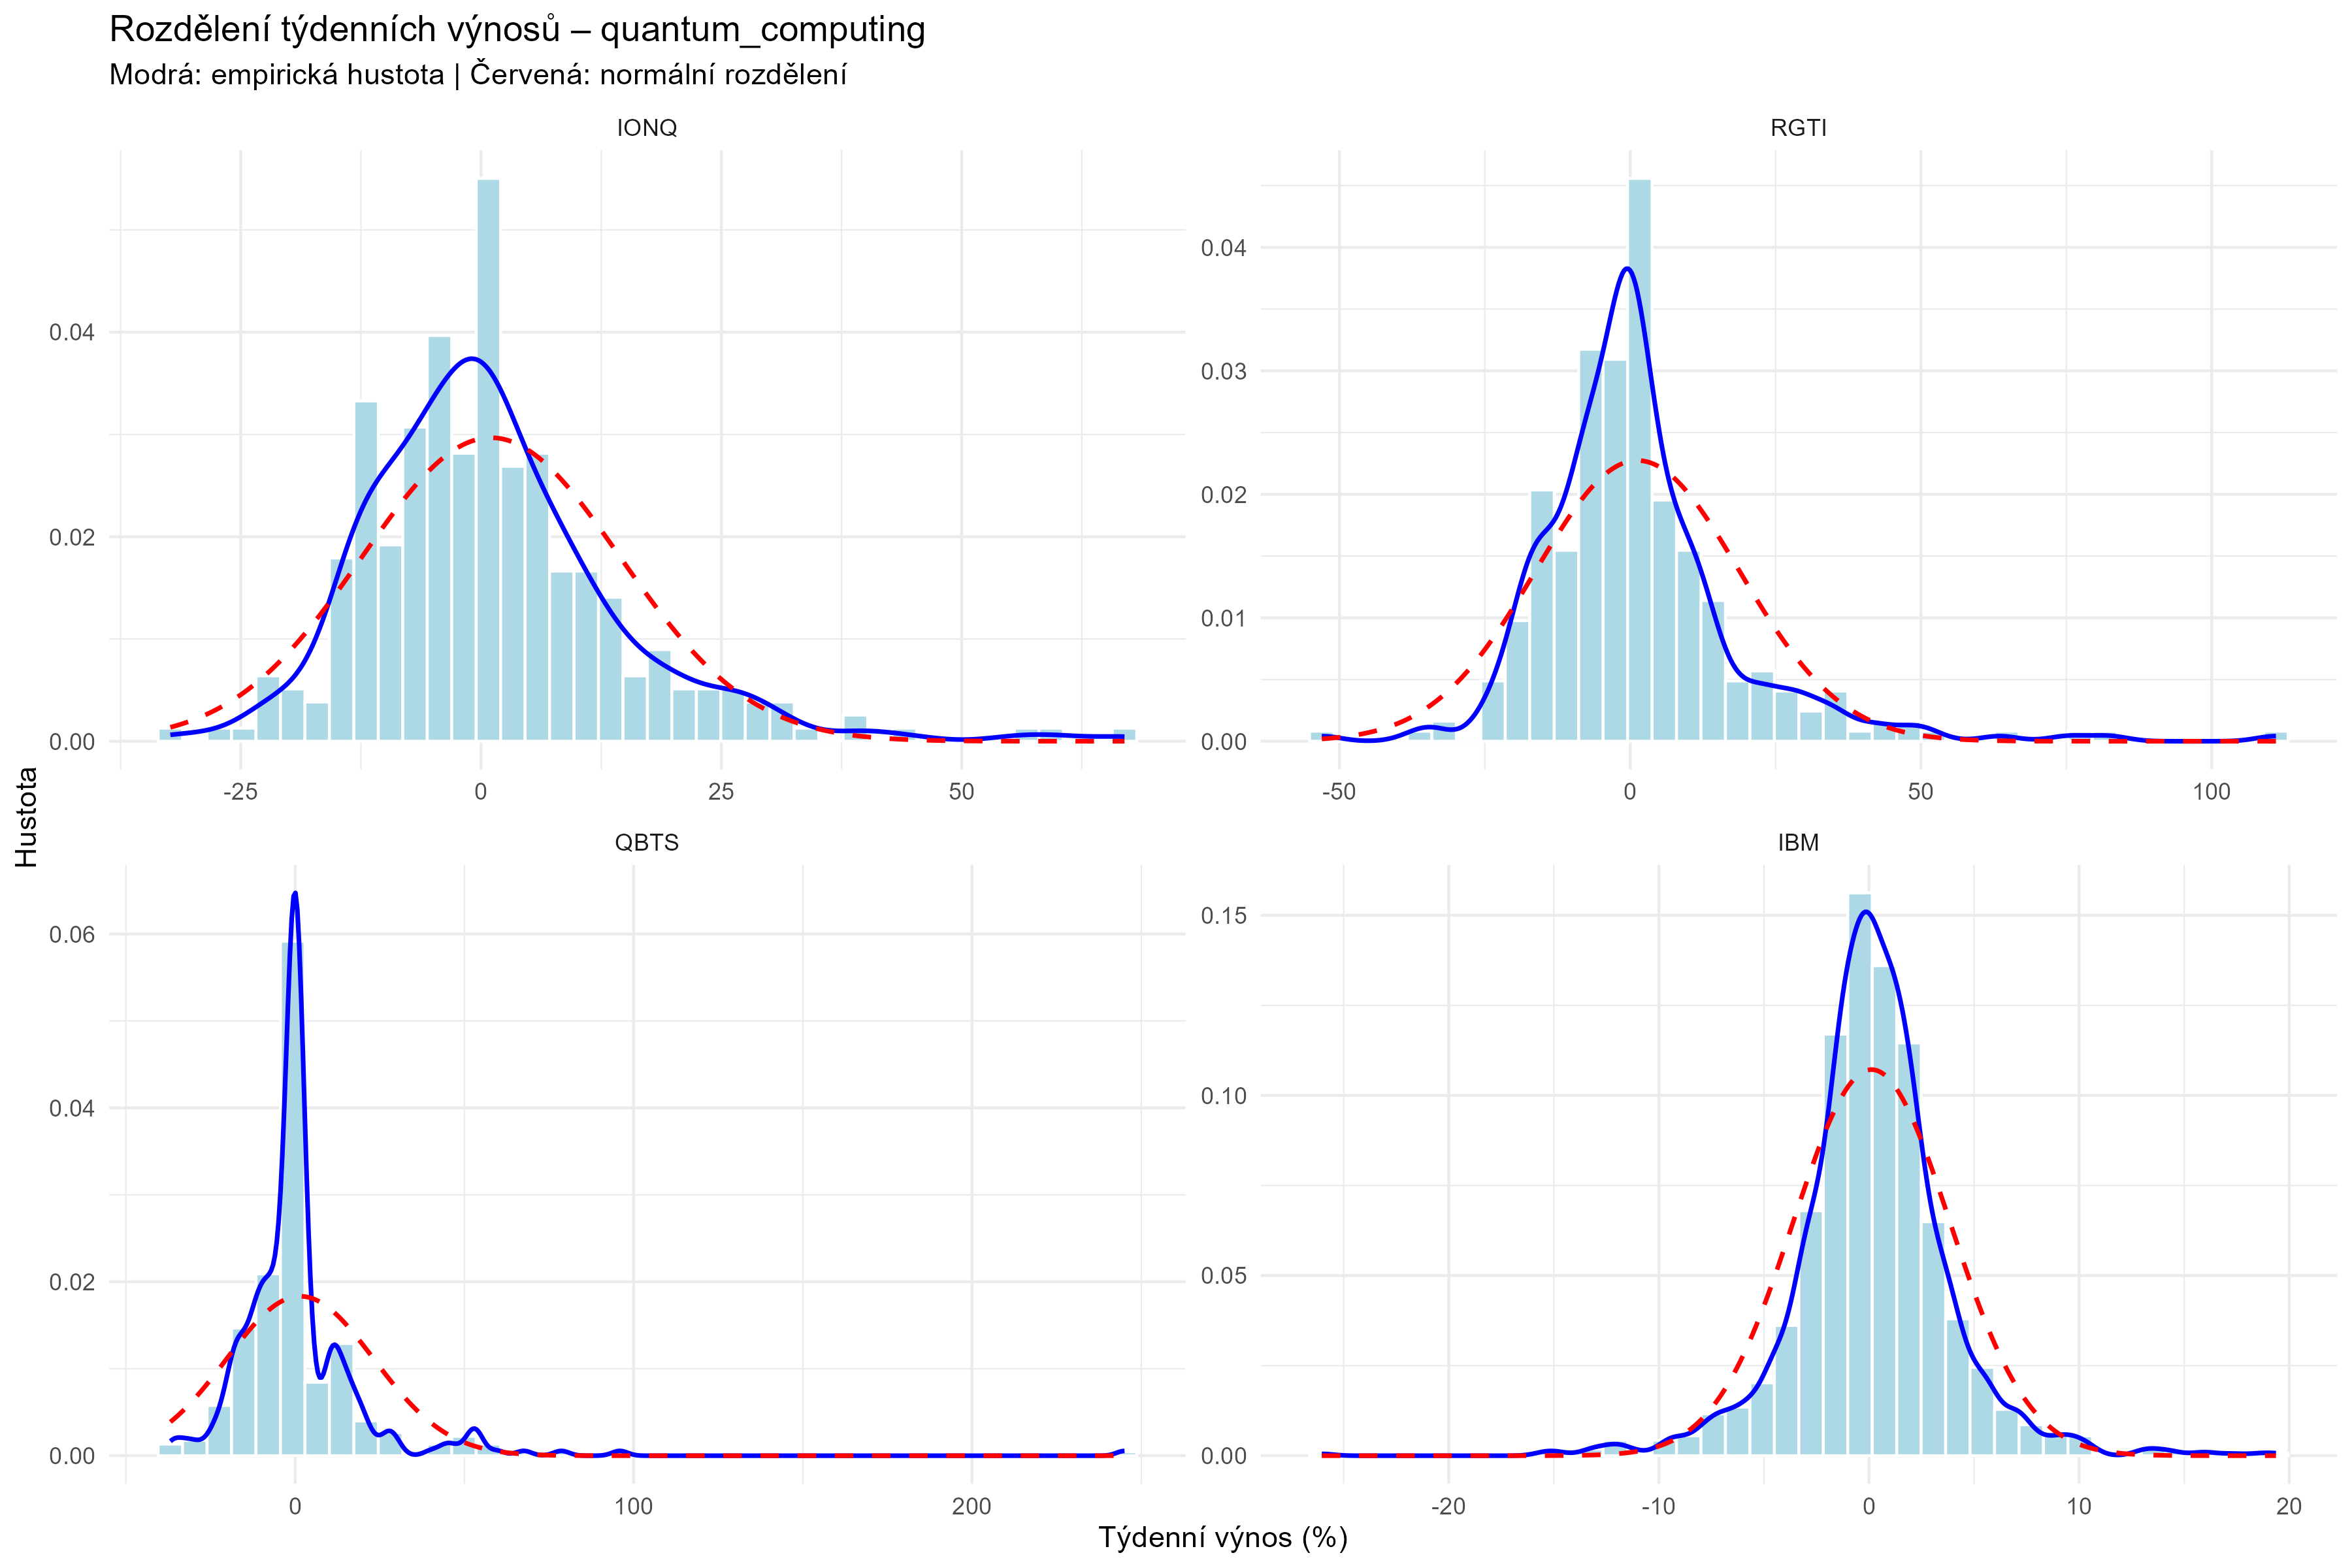 Rozdělení týdenních výnosů – quantum_computing
Modrá: empirická hustota | Červená: normální rozdělení
IONQ
RGTI
0.04
0.02
0.00
-25 0 25 50
0.04
0.03
0.02
0.01
0.00
-50 0 50 100
Hustota
QBTS
IBM
0.06
0.04
0.02
0.00
0 100 200
0.15
0.10
0.05
0.00
-20 -10 0 10 20
Týdenní výnos (%)